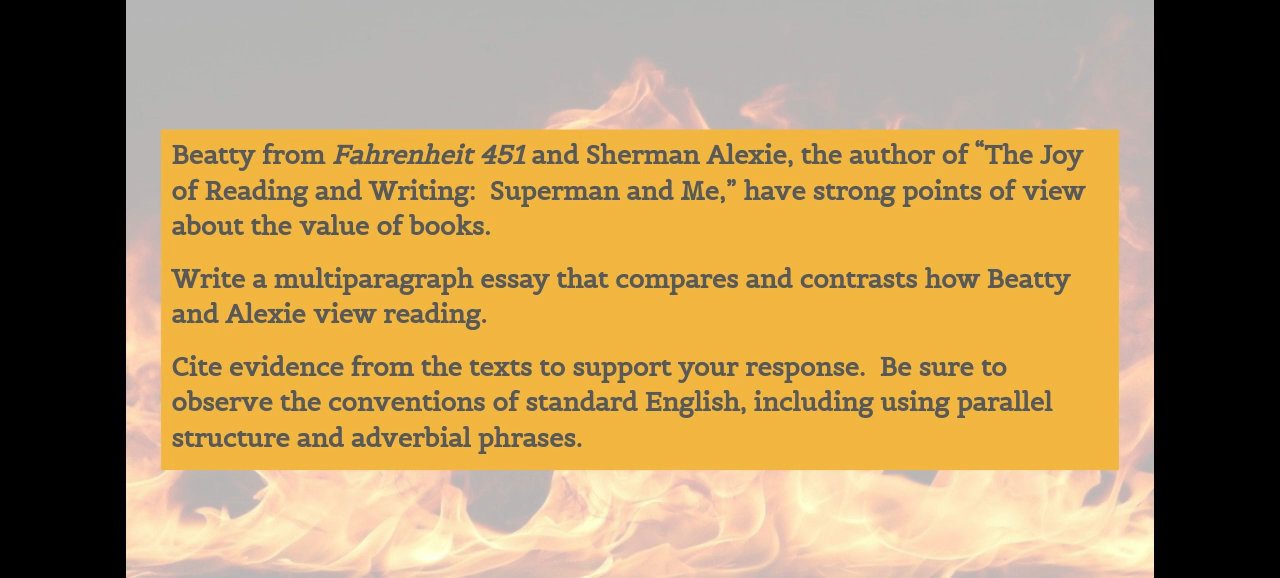 Beatty from Fahrenheit 451 and Sherman Alexie, the author of “The Joy
of Reading and Writing:  Superman and Me,” have strong points of view
about the value of books.
Write a multiparagraph essay that compares and contrasts how Beatty
and Alexie view reading.
Cite evidence from the texts to support your response.  Be sure to
observe the conventions of standard English, including using parallel
structure and adverbial phrases.